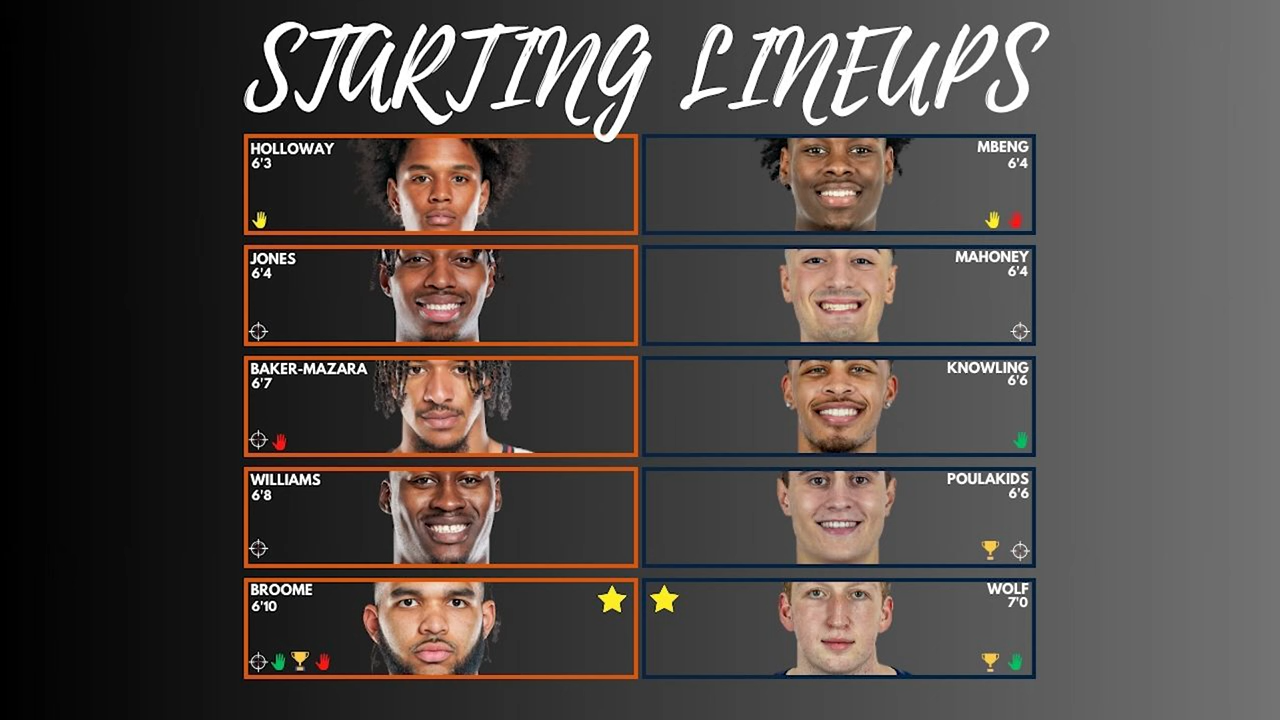 STARTING LINEUPS
HOLLOWAY
6'3
MBENG
6'4
JONES
6'4
MAHONEY
6'4
BAKER-MAZARA
6'7
KNOWLING
6'6
WILLIAMS
6'8
POULAKIDS
6'6
BROOME
6'10
WOLF
7'0